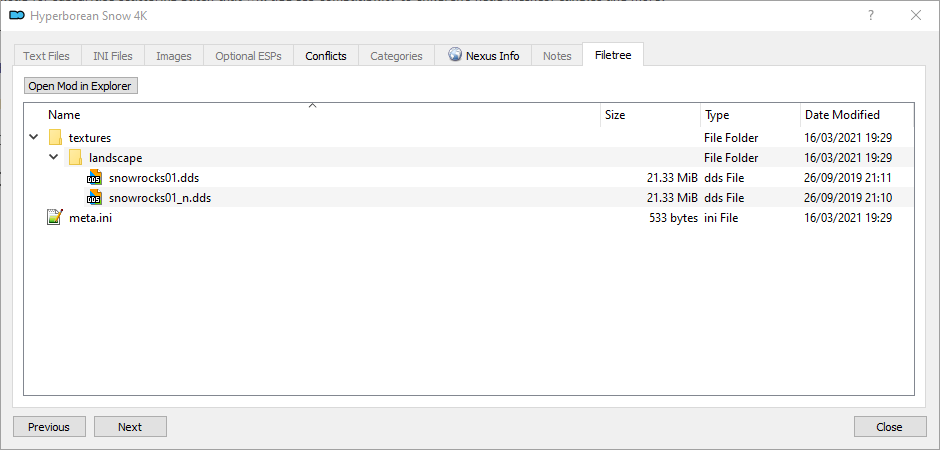 Hyperborean Snow 4K
Text Files INI Files Images Optional ESPs Conflicts Categories Nexus Info Notes Filetree
Open Mod in Explorer
Name Size Type Date Modified
textures File Folder 16/03/2021 19:29
landscape File Folder 16/03/2021 19:29
snowrocks01.dds 21.33 MiB dds File 26/09/2019 21:11
snowrocks01_n.dds 21.33 MiB dds File 26/09/2019 21:10
meta.ini 533 bytes ini File 16/03/2021 19:29
Previous Next Close